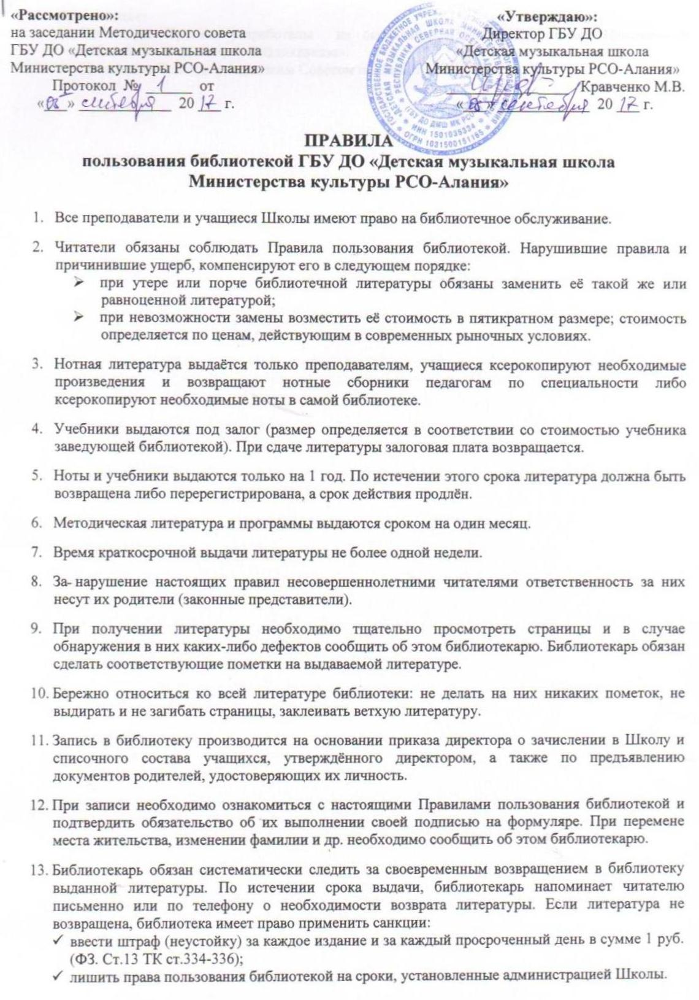 «Рассмотрено»:
на заседании Методического совета
ГБУ ДО «Детская музыкальная школа
Министерства культуры РСО-Алания»
Протокол № 1 от
«05» сентября 2017 г.
«Утверждаю»:
Директор ГБУ ДО
«Детская музыкальная школа
Министерства культуры РСО-Алания»
Кравченко М.В.
«05» сентября 2017 г.
ПРАВИЛА
пользования библиотекой ГБУ ДО «Детская музыкальная школа
Министерства культуры РСО-Алания»
1. Все преподаватели и учащиеся Школы имеют право на библиотечное обслуживание.
2. Читатели обязаны соблюдать Правила пользования библиотекой. Нарушившие правила и
причинившие ущерб, компенсируют его в следующем порядке:
➢ при утере или порче библиотечной литературы обязаны заменить её такой же или
равноценной литературой;
➢ при невозможности замены возместить её стоимость в пятикратном размере; стоимость
определяется по ценам, действующим в современных рыночных условиях.
3. Нотная литература выдаётся только преподавателям, учащиеся ксерокопируют необходимые
произведения и возвращают нотные сборники педагогам по специальности либо
ксерокопируют необходимые ноты в самой библиотеке.
4. Учебники выдаются под залог (размер определяется в соответствии со стоимостью учебника
заведующей библиотекой). При сдаче литературы залоговая плата возвращается.
5. Ноты и учебники выдаются только на 1 год. По истечении этого срока литература должна быть
возвращена либо перерегистрирована, а срок действия продлён.
6. Методическая литература и программы выдаются сроком на один месяц.
7. Время краткосрочной выдачи литературы не более одной недели.
8. За- нарушение настоящих правил несовершеннолетними читателями ответственность за них
несут их родители (законные представители).
9. При получении литературы необходимо тщательно просмотреть страницы и в случае
обнаружения в них каких-либо дефектов сообщить об этом библиотекарю. Библиотекарь обязан
сделать соответствующие пометки на выдаваемой литературе.
10. Бережно относиться ко всей литературе библиотеки: не делать на них никаких пометок, не
выдирать и не загибать страницы, заклеивать ветхую литературу.
11. Запись в библиотеку производится на основании приказа директора о зачислении в Школу и
списочного состава учащихся, утверждённого директором, а также по предъявлению
документов родителей, удостоверяющих их личность.
12. При записи необходимо ознакомиться с настоящими Правилами пользования библиотекой и
подтвердить обязательство об их выполнении своей подписью на формуляре. При перемене
места жительства, изменении фамилии и др. необходимо сообщить об этом библиотекарю.
13. Библиотекарь обязан систематически следить за своевременным возвращением в библиотеку
выданной литературы. По истечении срока выдачи, библиотекарь напоминает читателю
письменно или по телефону о необходимости возврата литературы. Если литература не
возвращена, библиотека имеет право применить санкции:
✓ ввести штраф (неустойку) за каждое издание и за каждый просроченный день в сумме 1 руб.
(ФЗ. Ст.13 ТК ст.334-336);
✓ лишить права пользования библиотекой на сроки, установленные администрацией Школы.